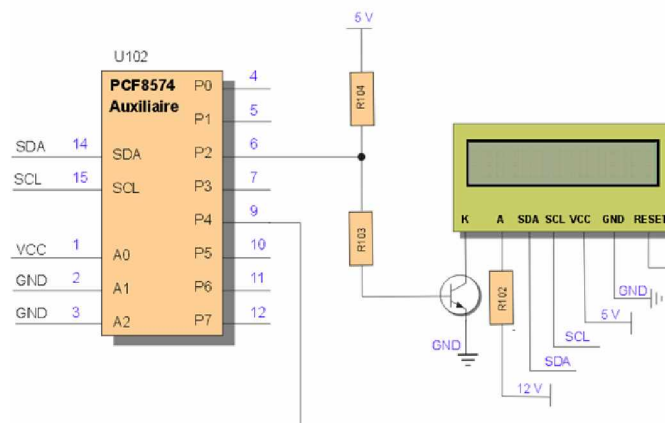 5 V
U102
PCF8574
Auxiliaire
P0 4
P1 5
SDA 14 SDA P2 6
SCL 15 SCL P3 7
P4 9
VCC 1 A0 P5 10
GND 2 A1 P6 11
GND 3 A2 P7 12
R104
R103
K A SDA SCL VCC GND RESET
R102
GND
5 V
SCL
GND
SDA
12 V